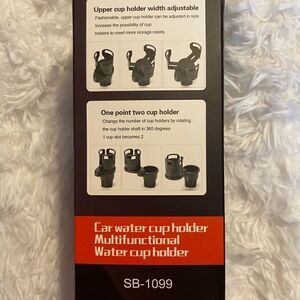 Upper cup holder width adjustable
Fashionable, upper cup holder can be adjusted in size
increase the possibility of cup
holders to meet more storage needs
One point two cup holder
Change the number of cup holders by rotating
the cup holder shaft in 360 degrees
1 cup slot becomes 2
Car water cup holder
Multifunctional
Water cup holder
SB-1099